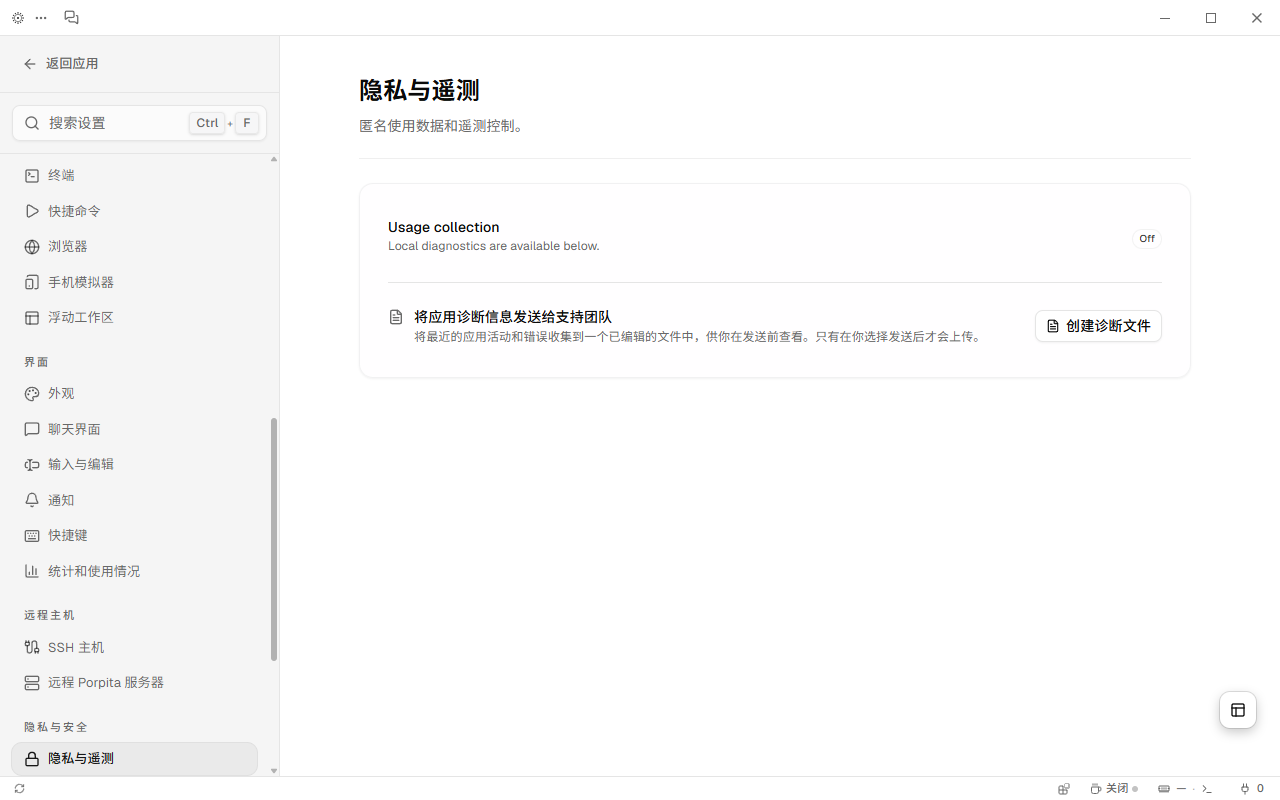 返回应用
搜索设置 Ctrl + F
终端
快捷命令
浏览器
手机模拟器
浮动工作区
界面
外观
聊天界面
输入与编辑
通知
快捷键
统计和使用情况
远程主机
SSH 主机
远程 Porpita 服务器
隐私与安全
隐私与遥测
隐私与遥测
匿名使用数据和遥测控制。
Usage collection
Local diagnostics are available below.
Off
将应用诊断信息发送给支持团队
将最近的应用活动和错误收集到一个已编辑的文件中，供你在发送前查看。只有在你选择发送后才会上传。
创建诊断文件
关闭 — · 0